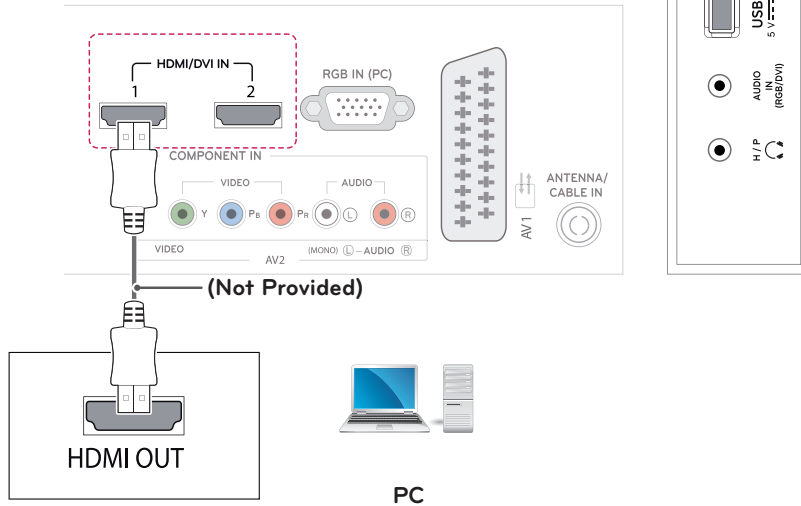 HDMI/DVI IN
1
2
RGB IN (PC)
USB
5 V
AUDIO
IN
(RGB/DVI)
H / P
COMPONENT IN
VIDEO
AUDIO
Y
PB
PR
L
R
VIDEO
(MONO) L – AUDIO R
AV2
AV1
ANTENNA/
CABLE IN
(Not Provided)
HDMI OUT
PC